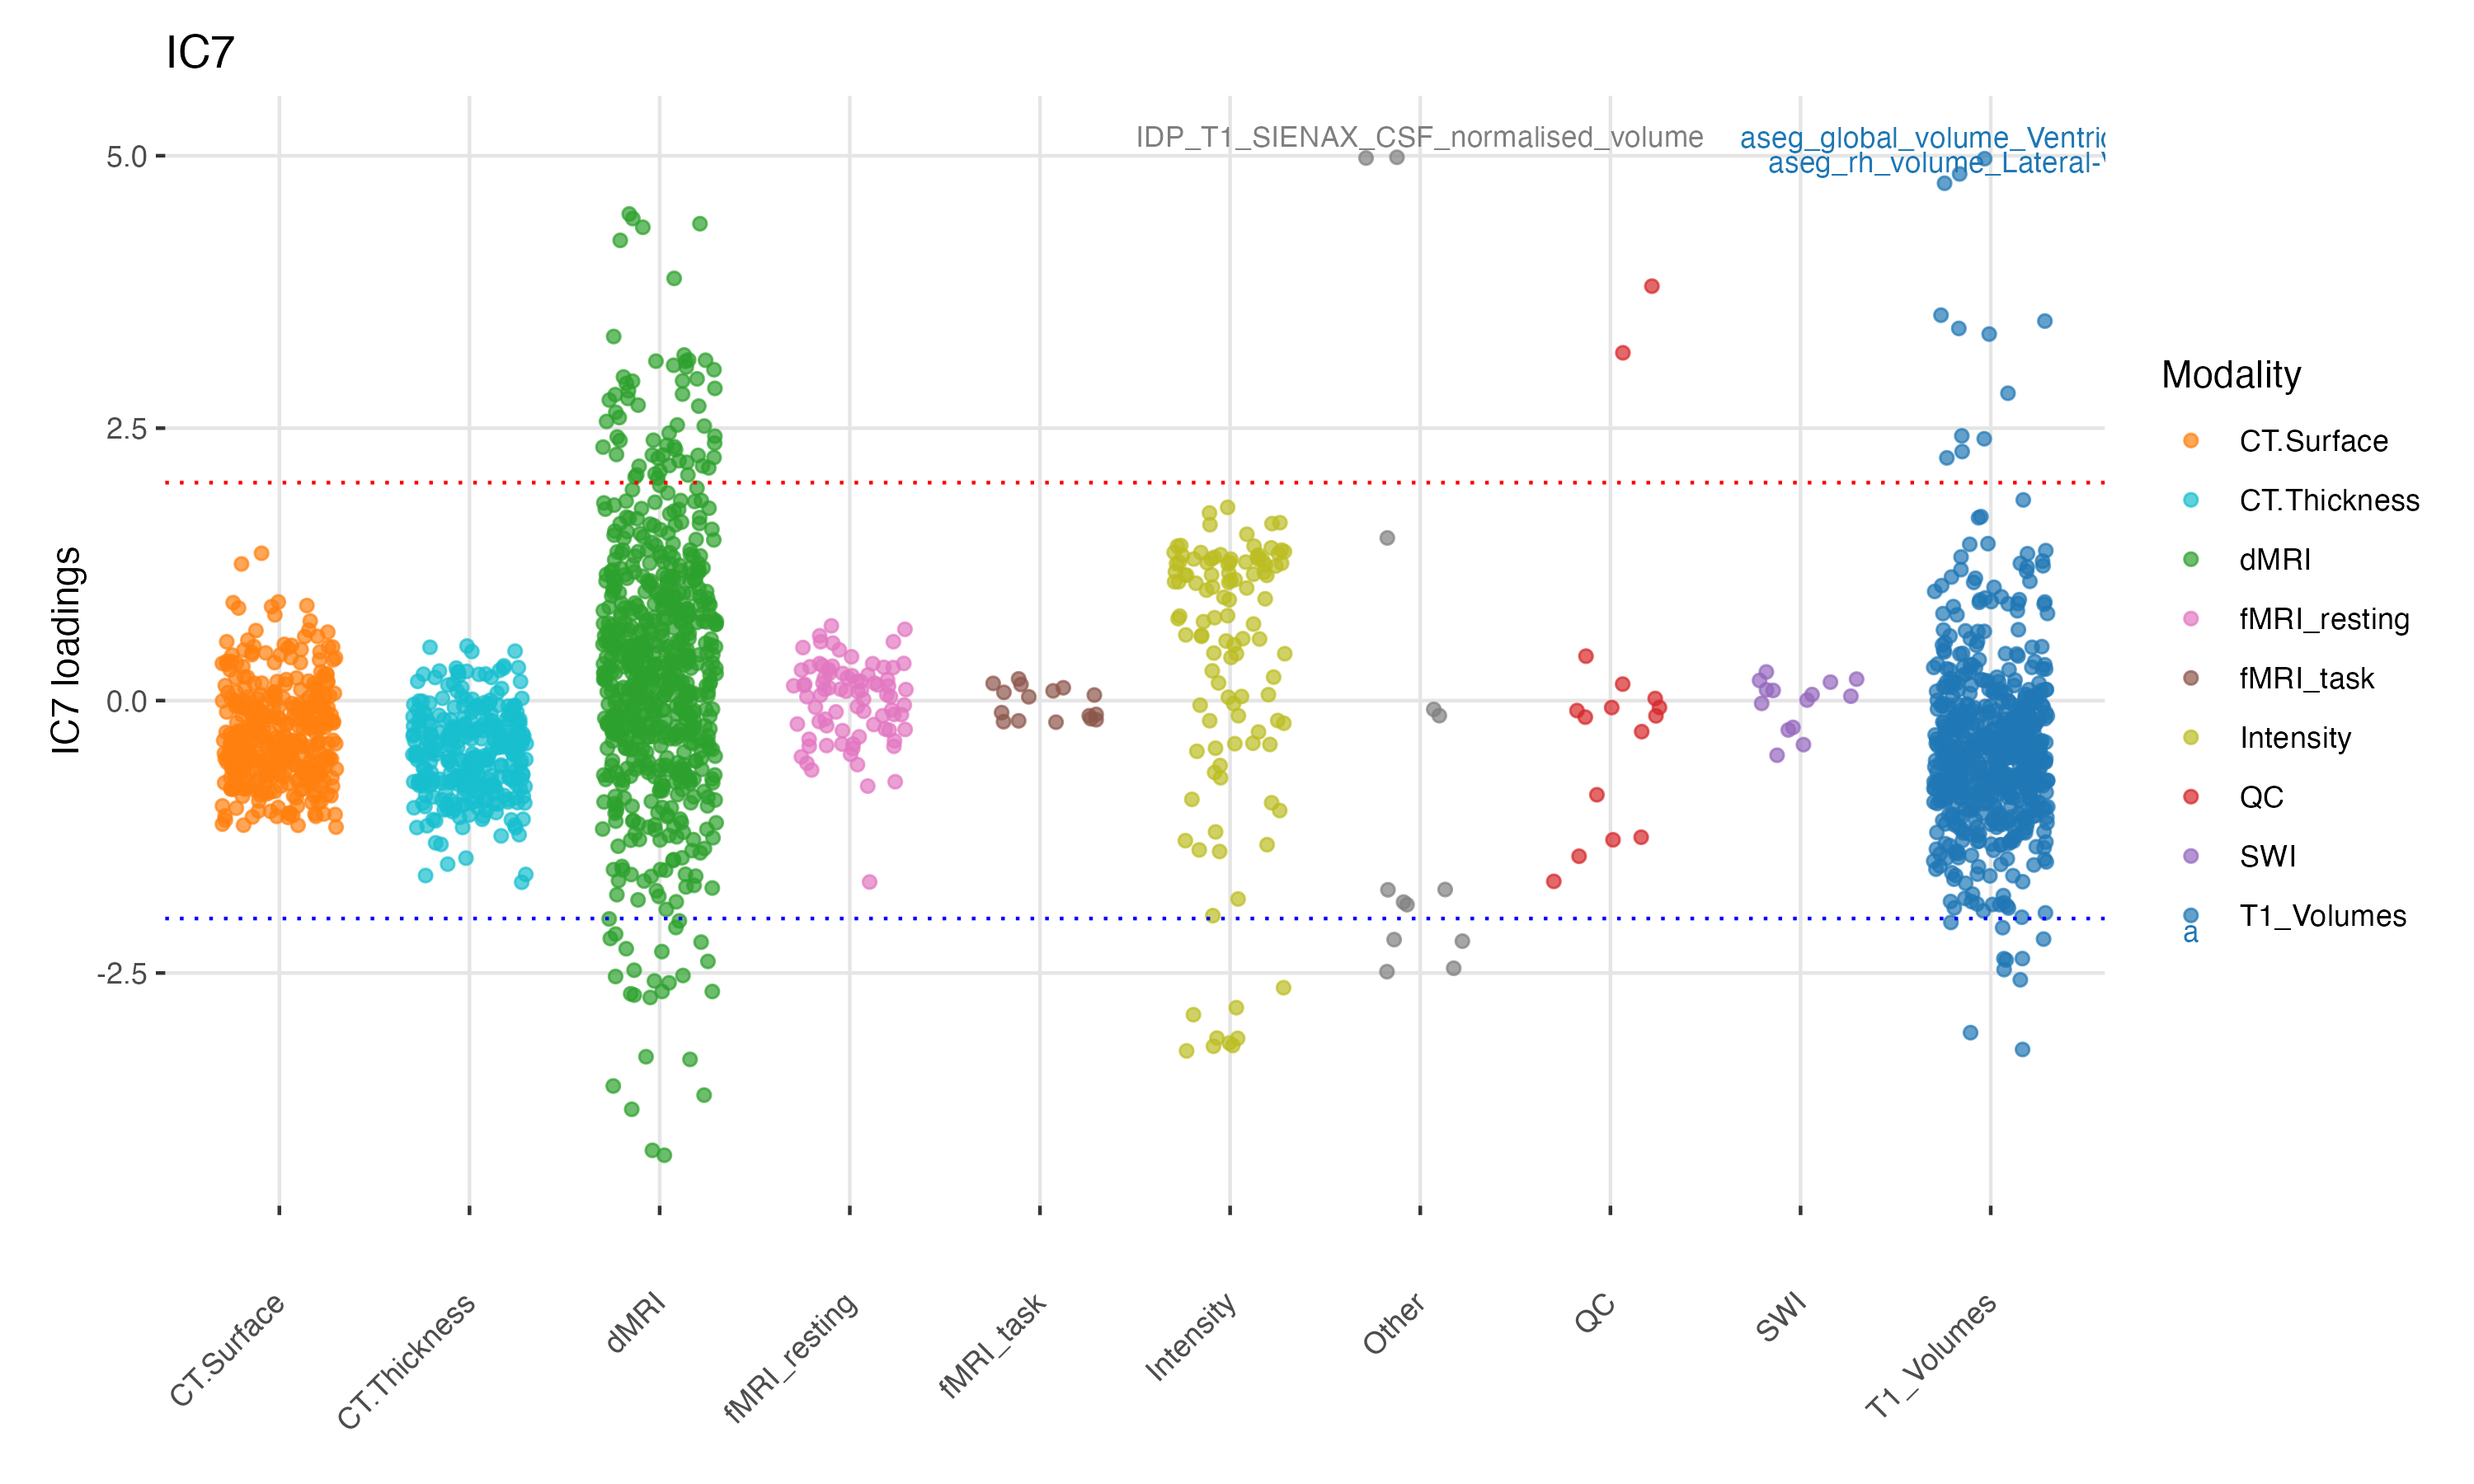 IC7
IDP_T1_SIENAX_CSF_normalised_volume
aseg_global_volume_Ventric
aseg_rh_volume_Lateral-V
5.0
2.5
0.0
-2.5
IC7 loadings
CT.Surface
CT.Thickness
dMRI
fMRI_resting
fMRI_task
Intensity
Other
QC
SWI
T1_Volumes
Modality
CT.Surface
CT.Thickness
dMRI
fMRI_resting
fMRI_task
Intensity
QC
SWI
T1_Volumes
a